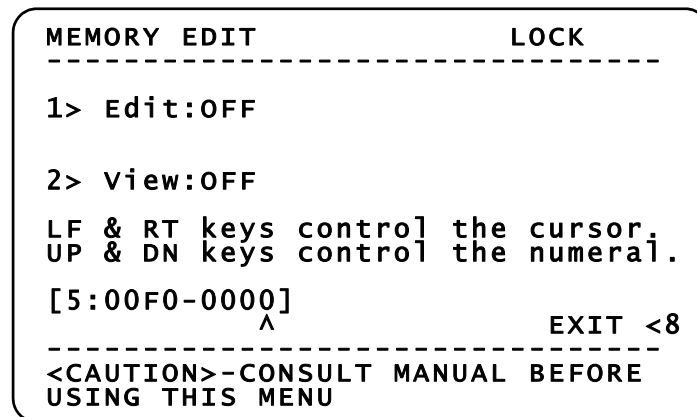 MEMORY EDIT LOCK
--------------------------------
1> Edit:OFF
2> View:OFF
LF & RT keys control the cursor.
UP & DN keys control the numeral.
[5:00F0-0000]
^
EXIT <8
--------------------------------
<CAUTION>-CONSULT MANUAL BEFORE
USING THIS MENU